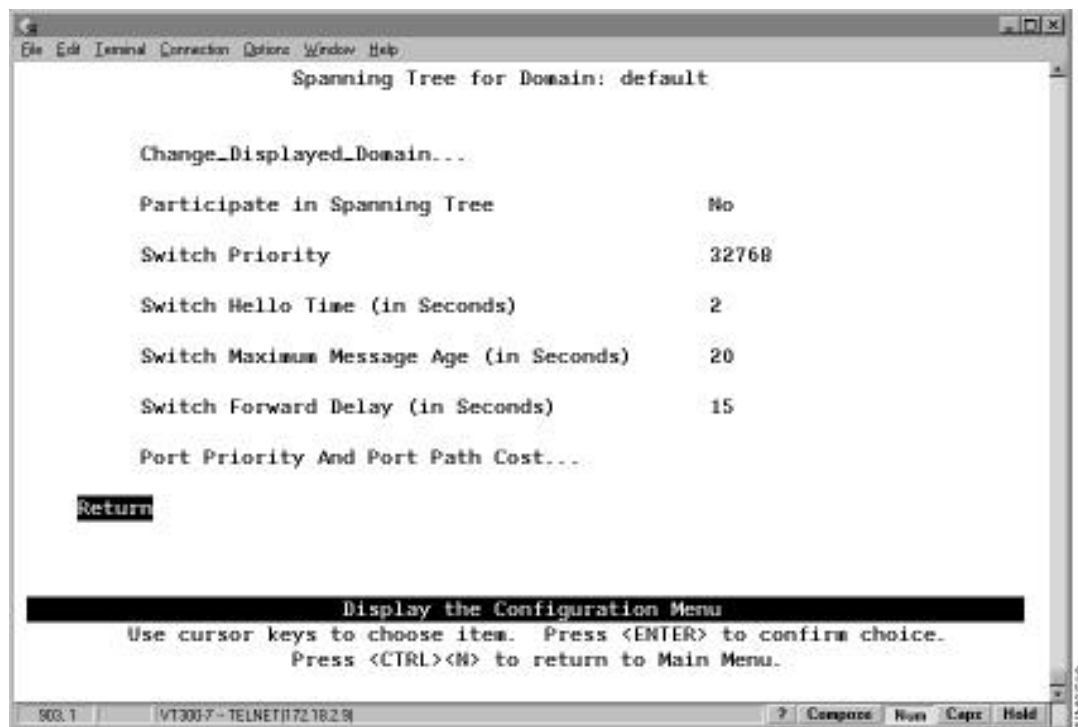 File Edit Terminal Connection Options Window Help
Spanning Tree for Domain: default
Change_Displayed_Domain...
Participate in Spanning Tree No
Switch Priority 32768
Switch Hello Time (in Seconds) 2
Switch Maximum Message Age (in Seconds) 20
Switch Forward Delay (in Seconds) 15
Port Priority And Port Path Cost...
Return
Display the Configuration Menu
Use cursor keys to choose item. Press <ENTER> to confirm choice.
Press <CTRL><N> to return to Main Menu.
903, 1 VT300-7 -- TELNET(172.18.2.9) ? Compose Num Caps Hold